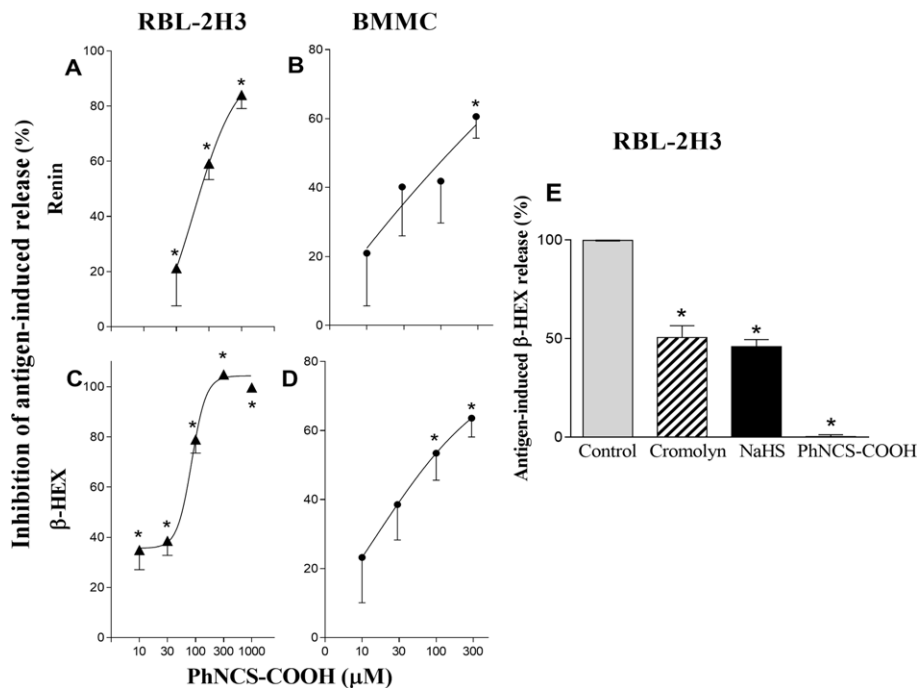 RBL-2H3
BMMC
A
B
100
80
60
40
20
0
80
60
40
20
0
*
*
*
*
Renin
Inhibition of antigen-induced release (%)
C
D
100
80
60
40
20
0
80
60
40
20
0
*
*
*
*
*
*
*
β-HEX
10 30 100 300 1000
0 10 30 100 300
PhNCS-COOH (μM)
RBL-2H3
E
Antigen-induced β-HEX release (%)
100
50
0
*
*
*
Control Cromolyn NaHS PhNCS-COOH